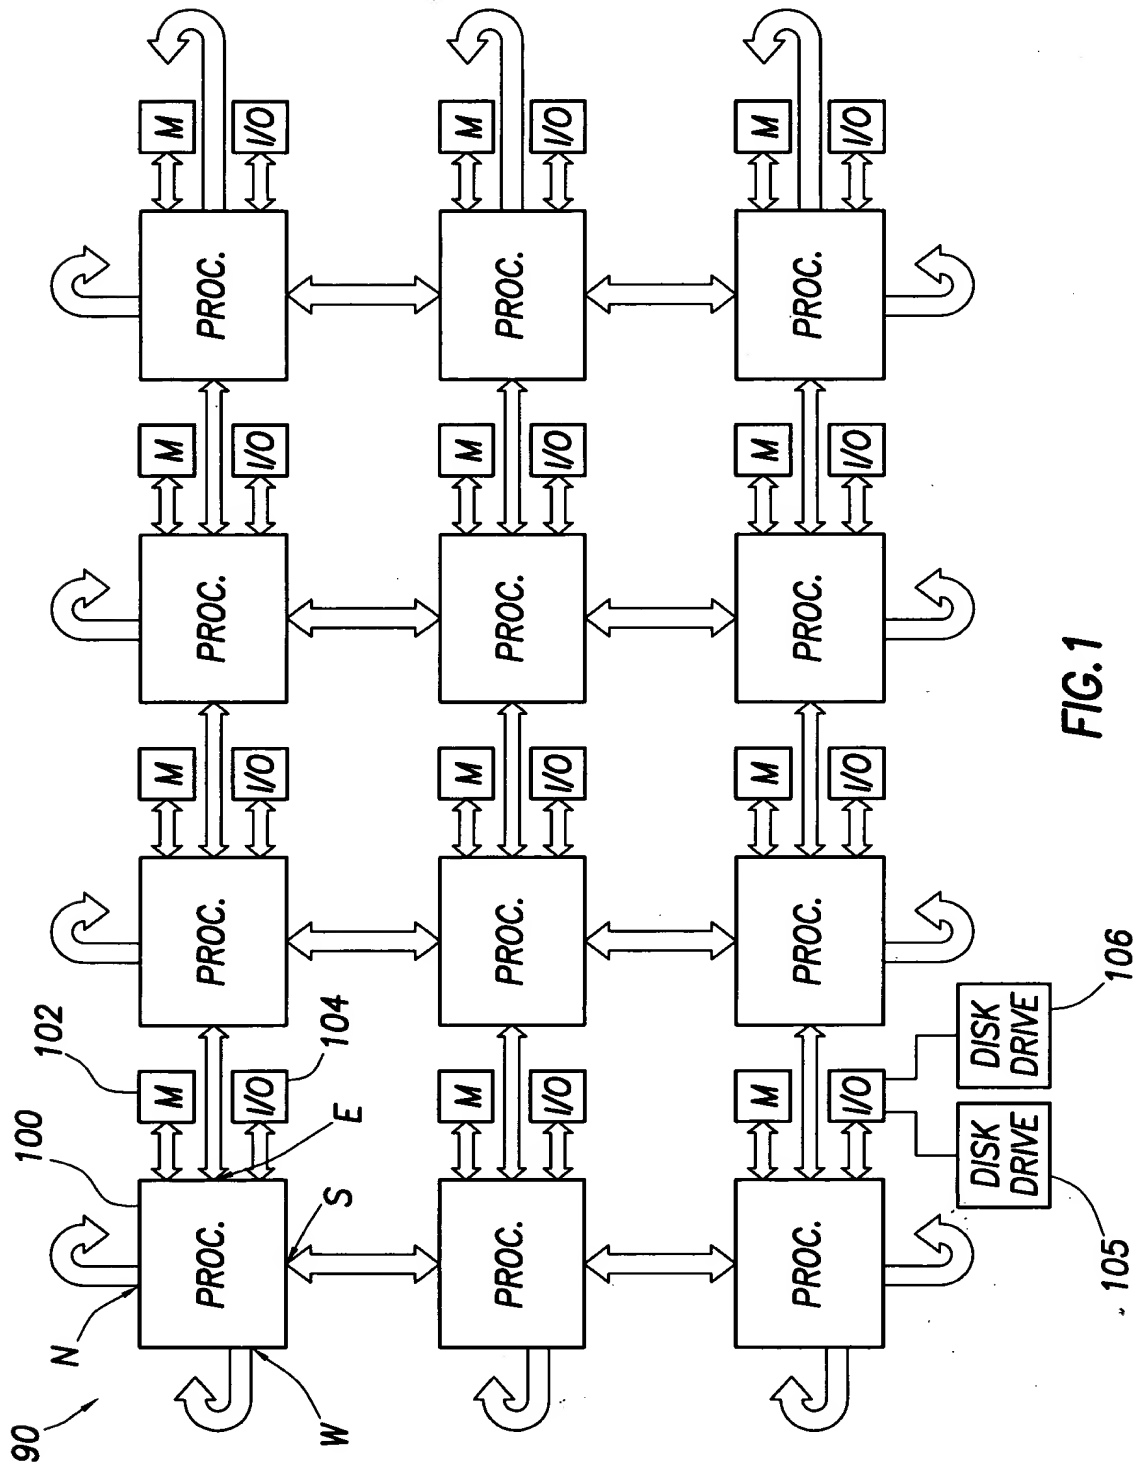 90
N
100
102
M
M
M
M
PROC.
PROC.
PROC.
PROC.
I/O
I/O
I/O
I/O
W
S
E
104
M
M
M
M
PROC.
PROC.
PROC.
PROC.
I/O
I/O
I/O
I/O
M
M
M
M
PROC.
PROC.
PROC.
PROC.
I/O
I/O
I/O
I/O
DISK
DRIVE
DISK
DRIVE
105
106
FIG.1